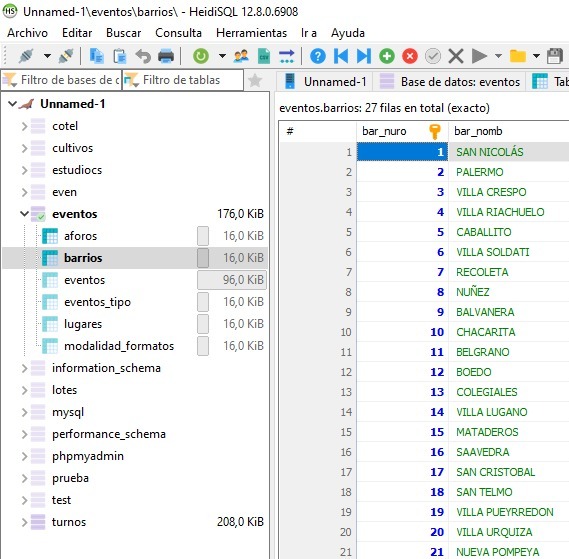 Unnamed-1\eventos\barrios\ - HeidiSQL 12.8.0.6908
Archivo Editar Buscar Consulta Herramientas Ir a Ayuda
Filtro de bases de d Filtro de tablas
Unnamed-1
cotel
cultivos
estudiocs
even
eventos 176,0 KiB
aforos 16,0 KiB
barrios 16,0 KiB
eventos 96,0 KiB
eventos_tipo 16,0 KiB
lugares 16,0 KiB
modalidad_formatos 16,0 KiB
information_schema
lotes
mysql
performance_schema
phpmyadmin
prueba
test
turnos 208,0 KiB
Unnamed-1 Base de datos: eventos Tab
eventos.barrios: 27 filas en total (exacto)
# bar_nuro bar_nomb
1 1 SAN NICOLÁS
2 2 PALERMO
3 3 VILLA CRESPO
4 4 VILLA RIACHUELO
5 5 CABALLITO
6 6 VILLA SOLDATI
7 7 RECOLETA
8 8 NUÑEZ
9 9 BALVANERA
10 10 CHACARITA
11 11 BELGRANO
12 12 BOEDO
13 13 COLEGIALES
14 14 VILLA LUGANO
15 15 MATADEROS
16 16 SAAVEDRA
17 17 SAN CRISTOBAL
18 18 SAN TELMO
19 19 VILLA PUEYRREDON
20 20 VILLA URQUIZA
21 21 NUEVA POMPEYA